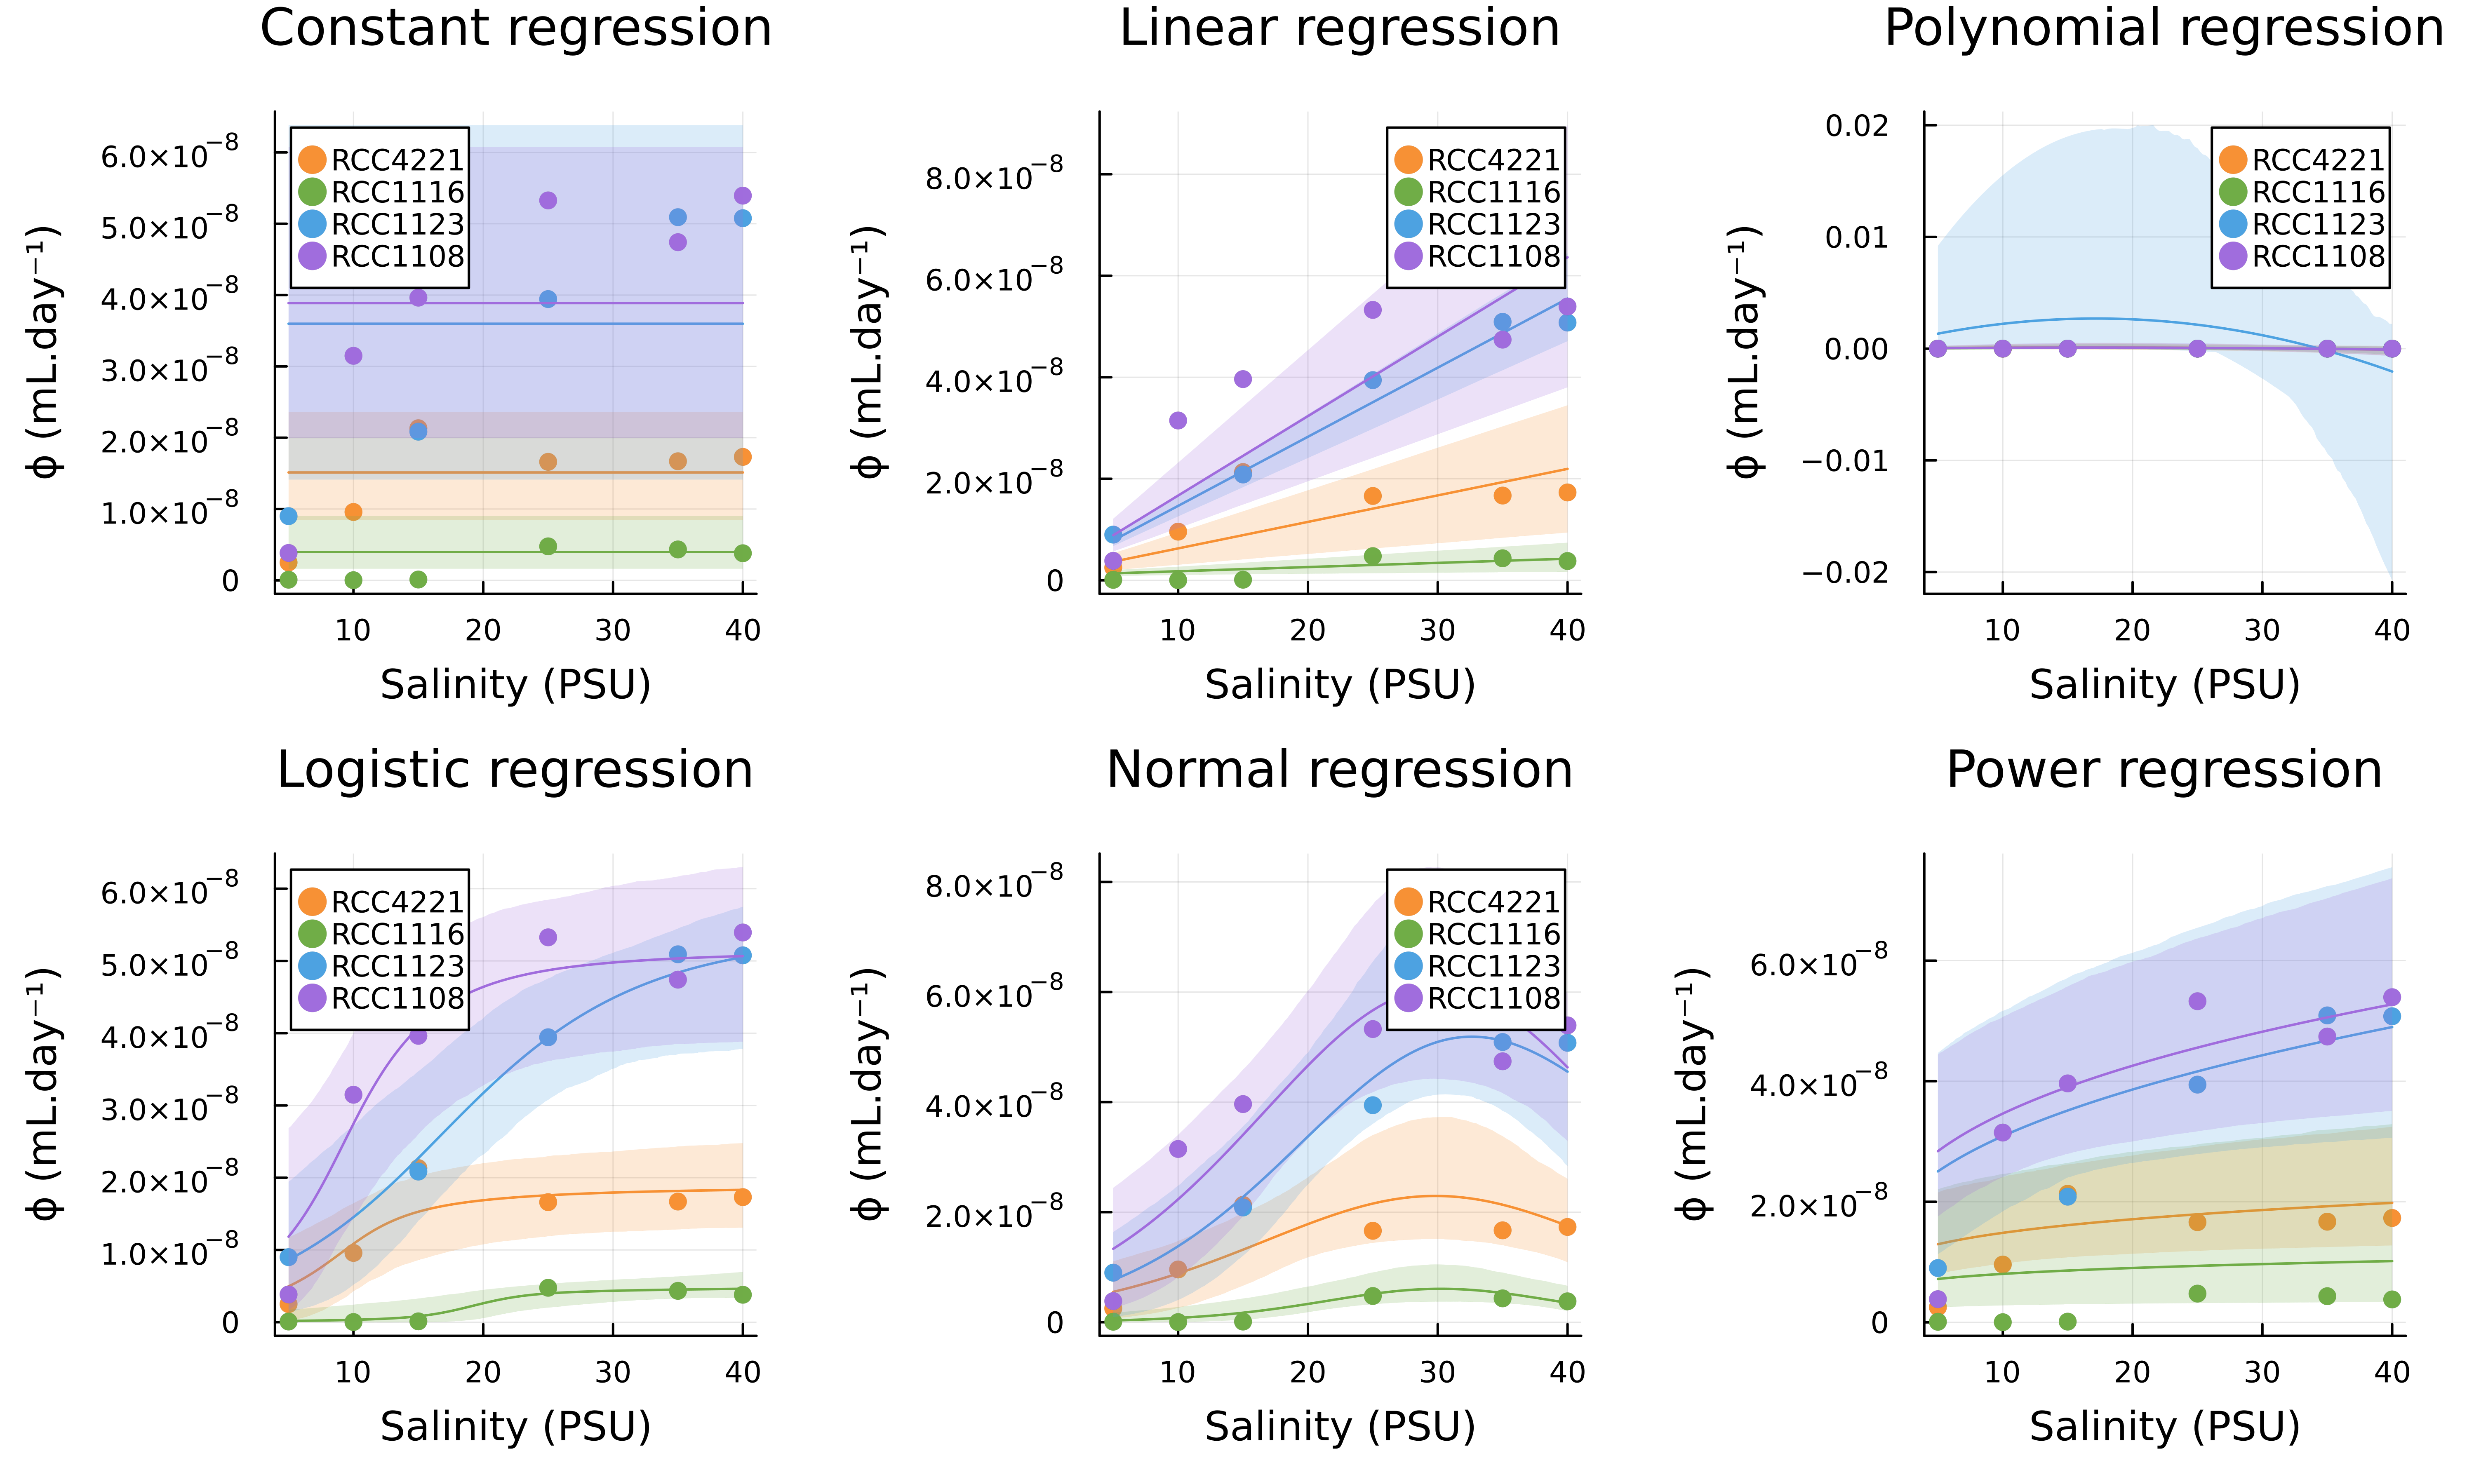 Constant regression
6.0×10⁻⁸
5.0×10⁻⁸
4.0×10⁻⁸
3.0×10⁻⁸
2.0×10⁻⁸
1.0×10⁻⁸
0
ϕ (mL.day⁻¹)
RCC4221
RCC1116
RCC1123
RCC1108
10 20 30 40
Salinity (PSU)
Linear regression
8.0×10⁻⁸
6.0×10⁻⁸
4.0×10⁻⁸
2.0×10⁻⁸
0
ϕ (mL.day⁻¹)
RCC4221
RCC1116
RCC1123
RCC1108
10 20 30 40
Salinity (PSU)
Polynomial regression
0.02
0.01
0.00
−0.01
−0.02
ϕ (mL.day⁻¹)
RCC4221
RCC1116
RCC1123
RCC1108
10 20 30 40
Salinity (PSU)
Logistic regression
6.0×10⁻⁸
5.0×10⁻⁸
4.0×10⁻⁸
3.0×10⁻⁸
2.0×10⁻⁸
1.0×10⁻⁸
0
ϕ (mL.day⁻¹)
RCC4221
RCC1116
RCC1123
RCC1108
10 20 30 40
Salinity (PSU)
Normal regression
8.0×10⁻⁸
6.0×10⁻⁸
4.0×10⁻⁸
2.0×10⁻⁸
0
ϕ (mL.day⁻¹)
RCC4221
RCC1116
RCC1123
RCC1108
10 20 30 40
Salinity (PSU)
Power regression
6.0×10⁻⁸
4.0×10⁻⁸
2.0×10⁻⁸
0
ϕ (mL.day⁻¹)
10 20 30 40
Salinity (PSU)